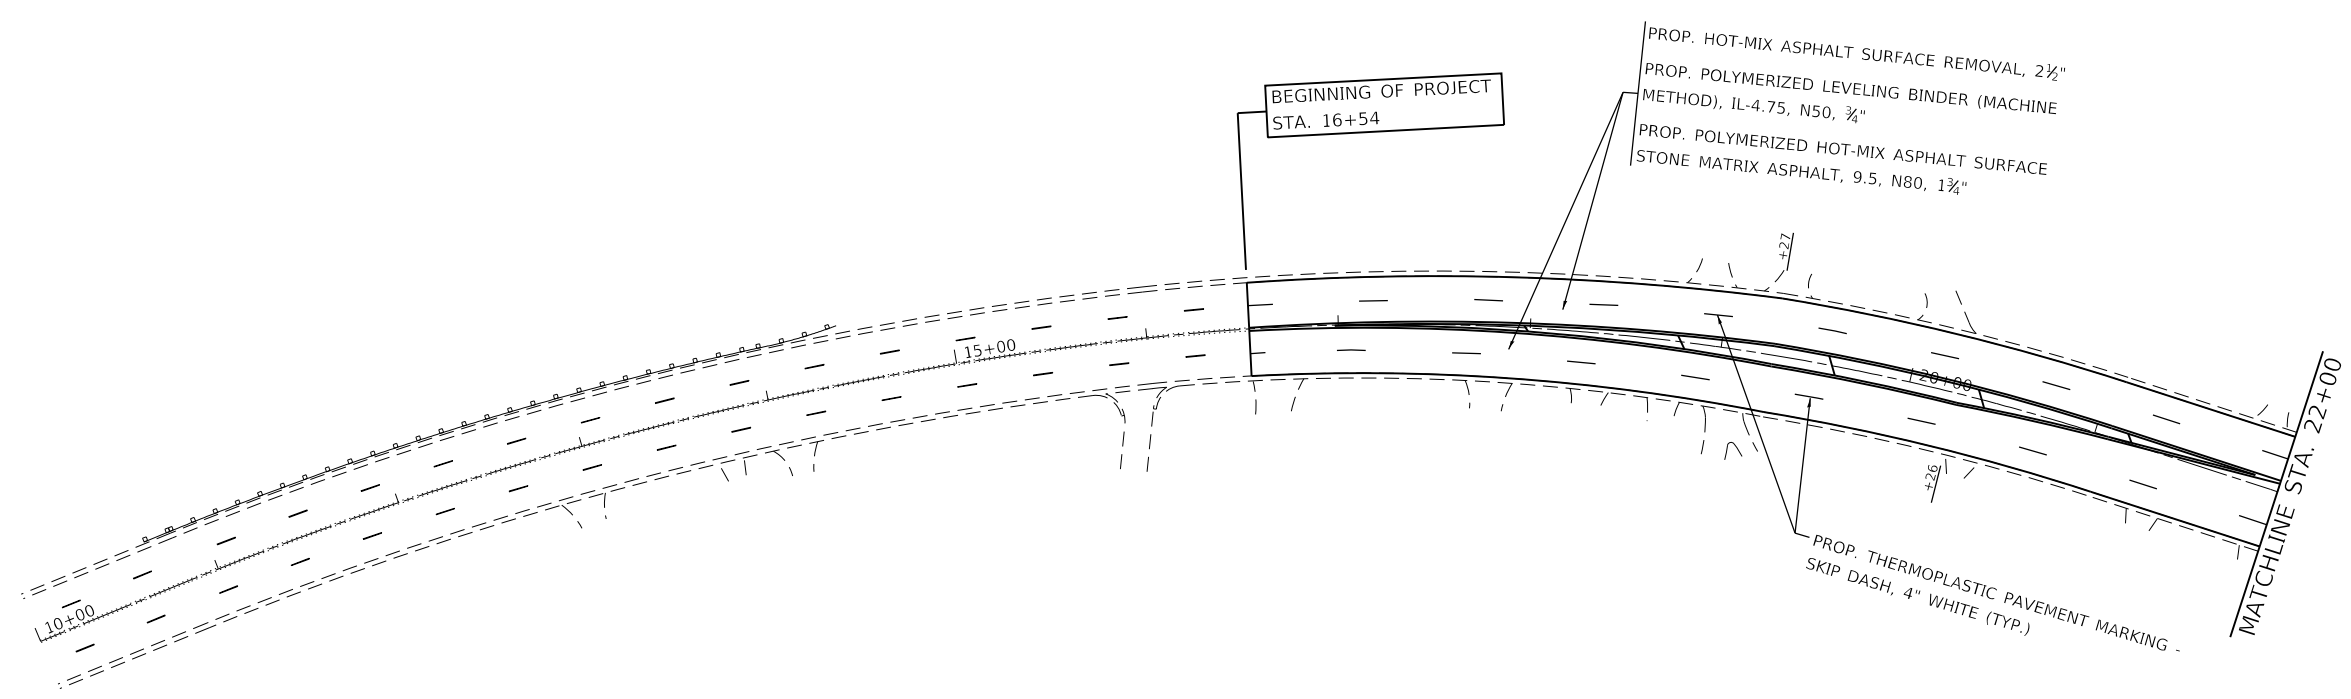 PROP. HOT-MIX ASPHALT SURFACE REMOVAL, 2½"
PROP. POLYMERIZED LEVELING BINDER (MACHINE
METHOD), IL-4.75, N50, ¾"
PROP. POLYMERIZED HOT-MIX ASPHALT SURFACE
STONE MATRIX ASPHALT, 9.5, N80, 1¾"
BEGINNING OF PROJECT
STA. 16+54
+27
15+00
20+00
MATCHLINE STA. 22+00
+26
10+00
PROP. THERMOPLASTIC PAVEMENT MARKING -
SKIP DASH, 4" WHITE (TYP.)